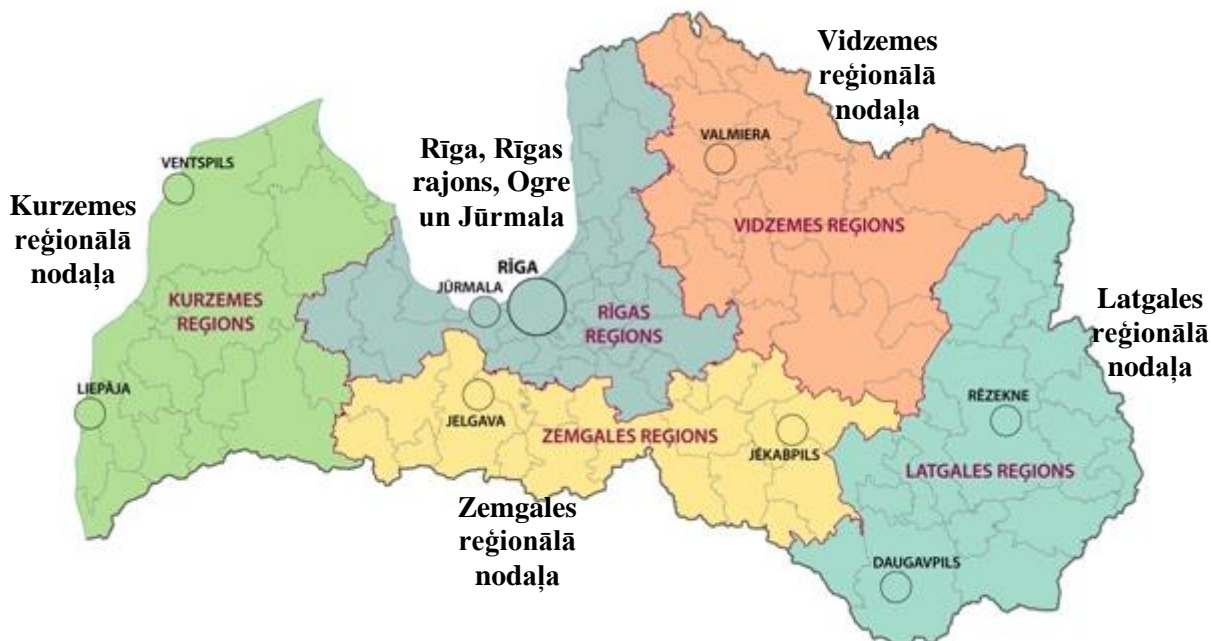 Vidzemes
reģionālā
nodaļa
VALMIERA
Rīga, Rīgas
rajons, Ogre
un Jūrmala
VENTSPILS
Kurzemes
reģionālā
nodaļa
VIDZEMES REĢIONS
RĪGA
JŪRMALA
KURZEMES
REĢIONS
RĪGAS
REĢIONS
Latgales
reģionālā
nodaļa
LIEPĀJA
RĒZEKNE
JELGAVA
ZEMGALES REĢIONS
JĒKABPILS
LATGALES REĢIONS
Zemgales
reģionālā
nodaļa
DAUGAVPILS